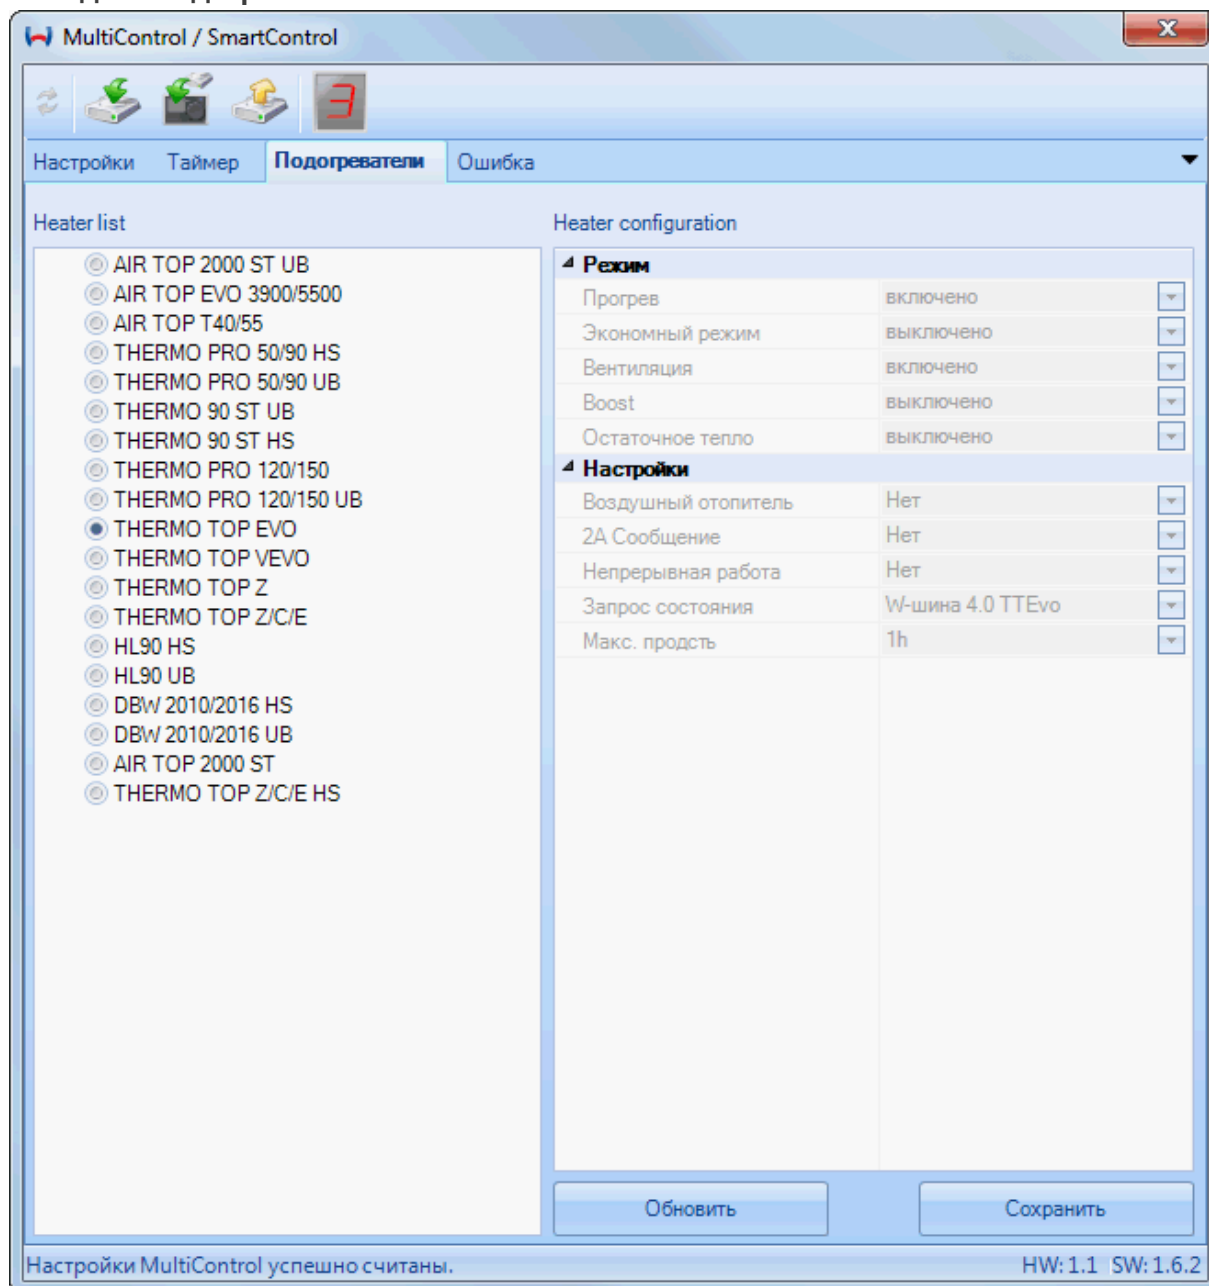 MultiControl / SmartControl
Настройки Таймер Подогреватели Ошибка
Heater list
AIR TOP 2000 ST UB
AIR TOP EVO 3900/5500
AIR TOP T40/55
THERMO PRO 50/90 HS
THERMO PRO 50/90 UB
THERMO 90 ST UB
THERMO 90 ST HS
THERMO PRO 120/150
THERMO PRO 120/150 UB
THERMO TOP EVO
THERMO TOP VEVO
THERMO TOP Z
THERMO TOP Z/C/E
HL90 HS
HL90 UB
DBW 2010/2016 HS
DBW 2010/2016 UB
AIR TOP 2000 ST
THERMO TOP Z/C/E HS
Heater configuration
Режим
Прогрев включено
Экономный режим выключено
Вентиляция включено
Boost выключено
Остаточное тепло выключено
Настройки
Воздушный отопитель Нет
2А Сообщение Нет
Непрерывная работа Нет
Запрос состояния W-шина 4.0 TTEvo
Макс. продсть 1h
Обновить Сохранить
Настройки MultiControl успешно считаны. HW: 1.1 SW: 1.6.2